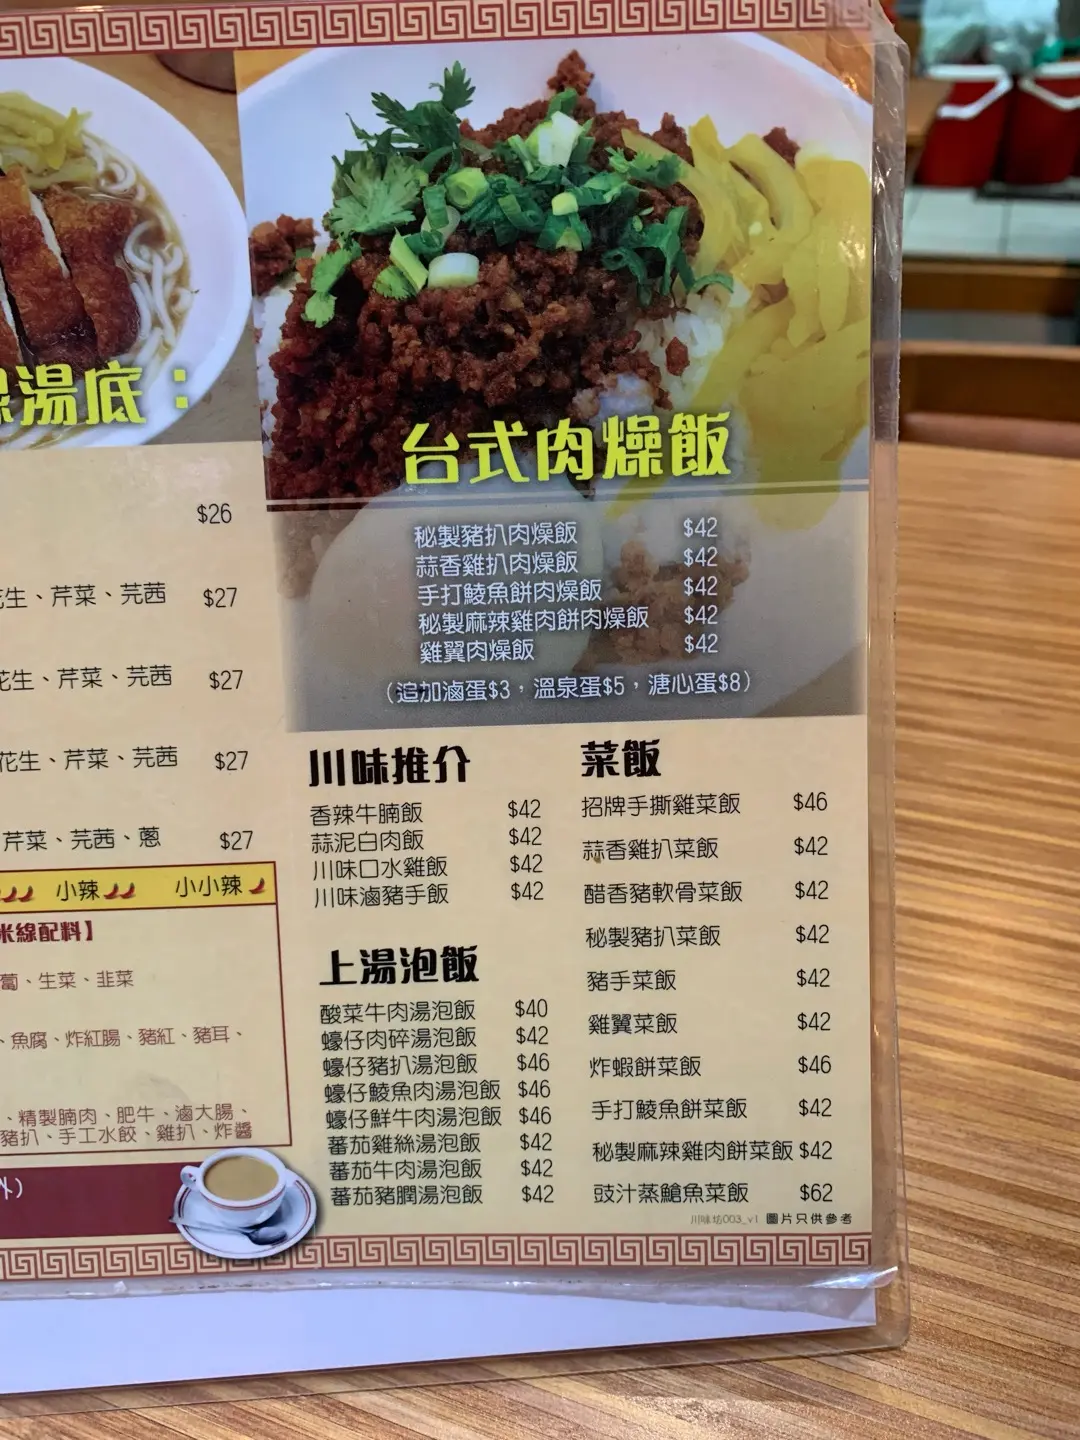 湯底：
$26
花生、芹菜、芫茜 $27
花生、芹菜、芫茜 $27
花生、芹菜、芫茜 $27
芹菜、芫茜、蔥 $27
小辣 小小辣
米線配料】
蔔、生菜、韭菜
、魚腐、炸紅腸、豬紅、豬耳、
、精製腩肉、肥牛、滷大腸、
豬扒、手工水餃、雞扒、炸醬
外）
台式肉燥飯
秘製豬扒肉燥飯 $42
蒜香雞扒肉燥飯 $42
手打鯪魚餅肉燥飯 $42
秘製麻辣雞肉餅肉燥飯 $42
雞翼肉燥飯 $42
（追加滷蛋$3，溫泉蛋$5，溏心蛋$8）
川味推介
香辣牛腩飯 $42
蒜泥白肉飯 $42
川味口水雞飯 $42
川味滷豬手飯 $42
上湯泡飯
酸菜牛肉湯泡飯 $40
蠔仔肉碎湯泡飯 $42
蠔仔豬扒湯泡飯 $46
蠔仔鯪魚肉湯泡飯 $46
蠔仔鮮牛肉湯泡飯 $46
蕃茄雞絲湯泡飯 $42
蕃茄牛肉湯泡飯 $42
蕃茄豬膶湯泡飯 $42
菜飯
招牌手撕雞菜飯 $46
蒜香雞扒菜飯 $42
醋香豬軟骨菜飯 $42
秘製豬扒菜飯 $42
豬手菜飯 $42
雞翼菜飯 $42
炸蝦餅菜飯 $46
手打鯪魚餅菜飯 $42
秘製麻辣雞肉餅菜飯 $42
豉汁蒸鱠魚菜飯 $62
川味坊003_v1 圖片只供參考